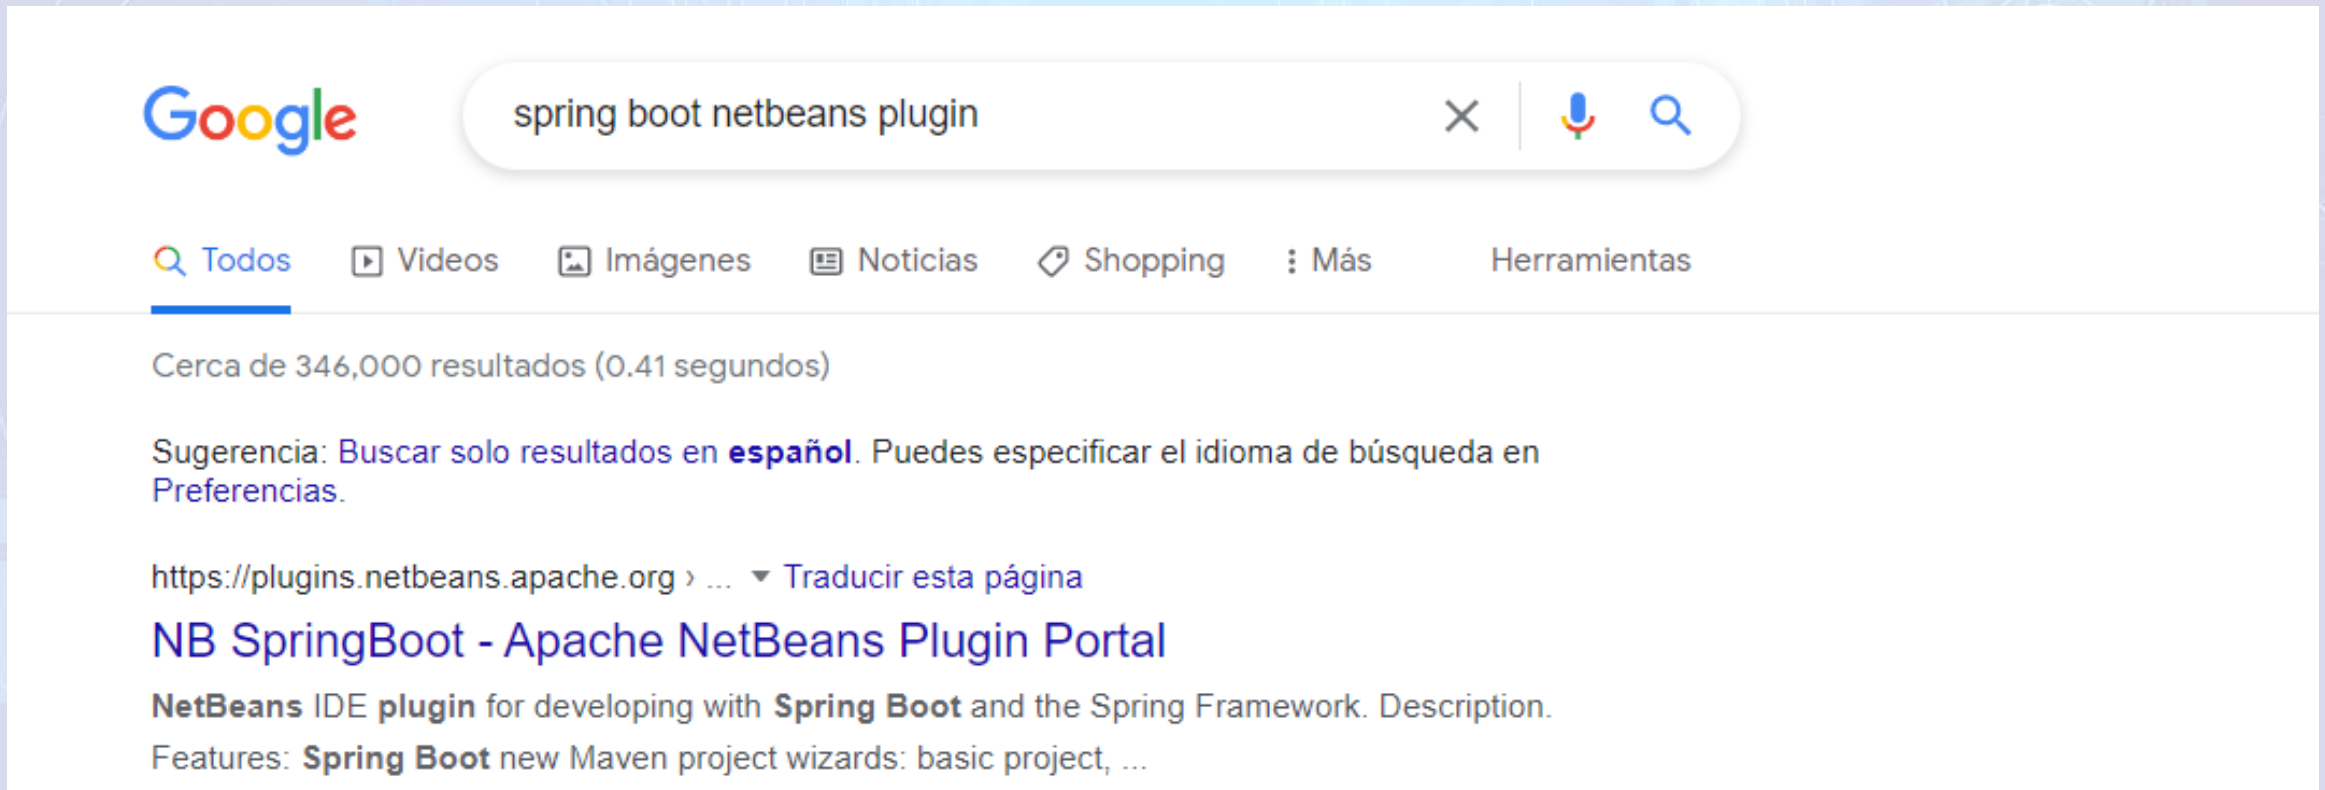 Google
spring boot netbeans plugin
Todos Videos Imágenes Noticias Shopping Más Herramientas
Cerca de 346,000 resultados (0.41 segundos)
Sugerencia: Buscar solo resultados en español. Puedes especificar el idioma de búsqueda en
Preferencias.
https://plugins.netbeans.apache.org › ... Traducir esta página
NB SpringBoot - Apache NetBeans Plugin Portal
NetBeans IDE plugin for developing with Spring Boot and the Spring Framework. Description.
Features: Spring Boot new Maven project wizards: basic project, ...